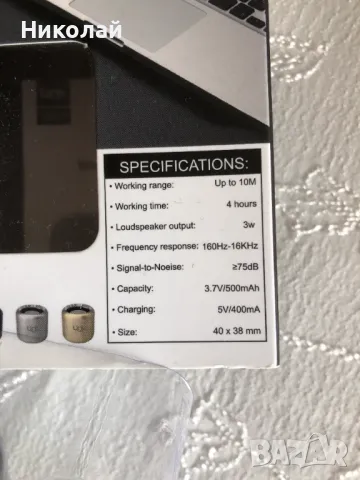 Николай
SPECIFICATIONS:
• Working range: Up to 10M
• Working time: 4 hours
• Loudspeaker output: 3w
• Frequency response: 160Hz-16KHz
• Signal-to-Noeise: ≥75dB
• Capacity: 3.7V/500mAh
• Charging: 5V/400mA
• Size: 40 x 38 mm
BAZAR